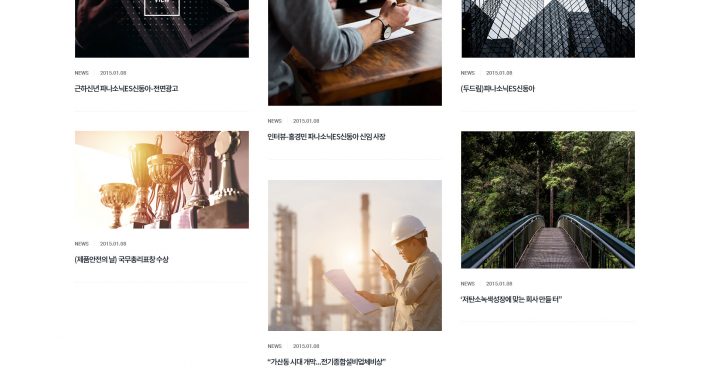 VIEW
NEWS 2015.01.08
근하신년 파나소닉ES신동아-전면광고
NEWS 2015.01.08
(제품안전의 날) 국무총리표창 수상
NEWS 2015.01.08
인터뷰-홍경민 파나소닉ES신동아 신임 사장
NEWS 2015.01.08
“가산동 시대 개막...전기종합설비업체비상”
NEWS 2015.01.08
(두드림)파나소닉ES신동아
NEWS 2015.01.08
‘저탄소녹색성장에 맞는 회사 만들 터”